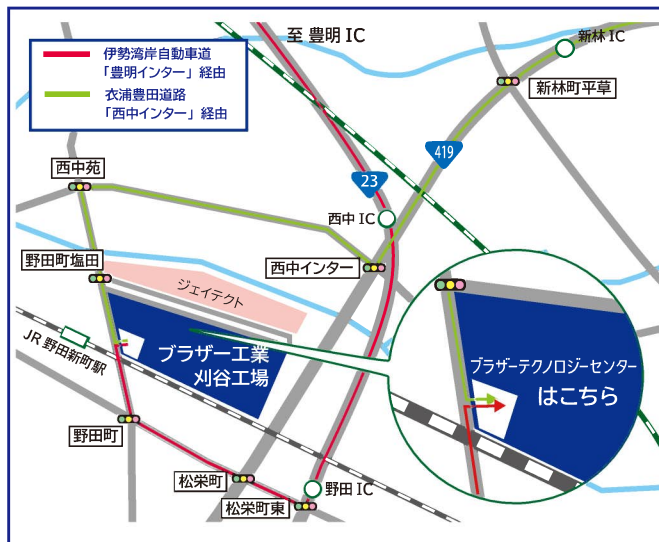 至 豊明 IC
新林 IC
伊勢湾岸自動車道
「豊明インター」経由
衣浦豊田道路
「西中インター」経由
新林町平草
419
西中苑
23
西中 IC
野田町塩田
西中インター
ジェイテクト
JR 野田新町駅
ブラザー工業
刈谷工場
ブラザーテクノロジーセンター
はこちら
野田町
松栄町
野田 IC
松栄町東